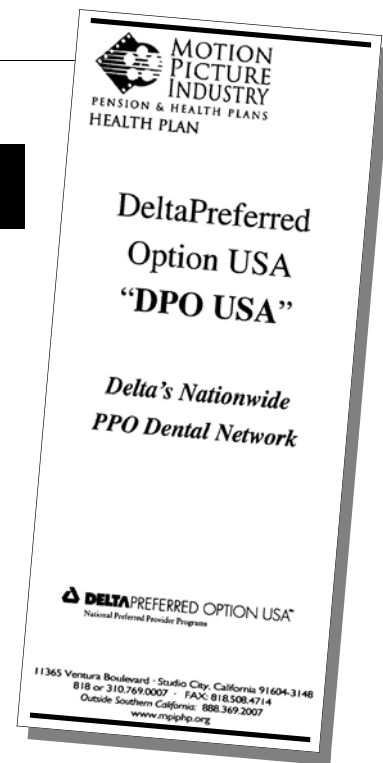 MOTION
PICTURE
INDUSTRY
PENSION & HEALTH PLANS
HEALTH PLAN
DeltaPreferred
Option USA
“DPO USA”
Delta’s Nationwide
PPO Dental Network
DELTAPREFERRED OPTION USA℠
National Preferred Provider Programs
11365 Ventura Boulevard · Studio City, California 91604-3148
818 or 310.769.0007 · FAX: 818.508.4714
Outside Southern California: 888.369.2007
www.mpiphp.org